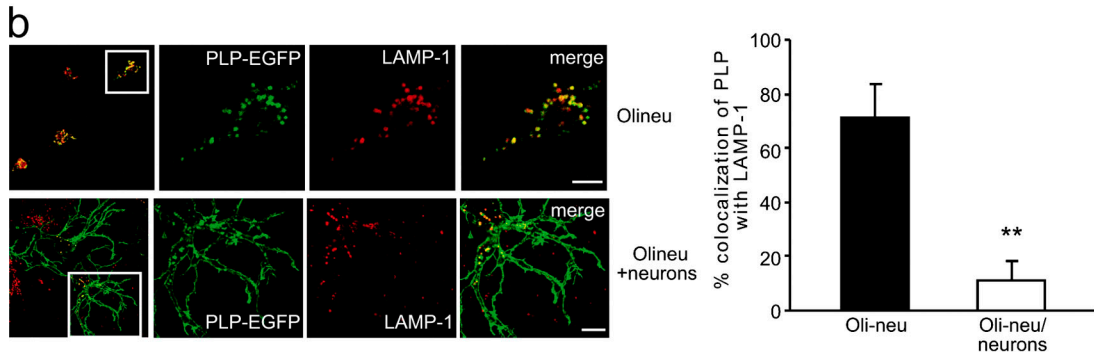 b
PLP-EGFP
LAMP-1
merge
Olineu
merge
PLP-EGFP
LAMP-1
Olineu
+neurons
% colocalization of PLP
with LAMP-1
100
80
60
40
20
0
**
Oli-neu
Oli-neu/
neurons